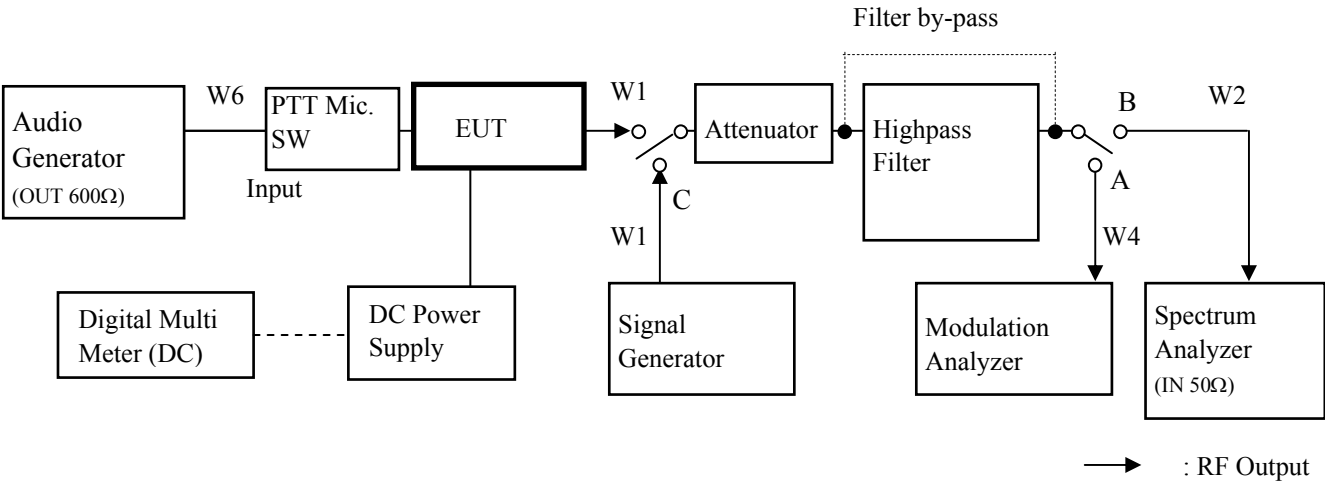 Filter by-pass
Audio
Generator
(OUT 600Ω)
W6
PTT Mic.
SW
Input
EUT
W1
C
W1
Attenuator
Highpass
Filter
B
A
W2
W4
Digital Multi
Meter (DC)
DC Power
Supply
Signal
Generator
Modulation
Analyzer
Spectrum
Analyzer
(IN 50Ω)
: RF Output